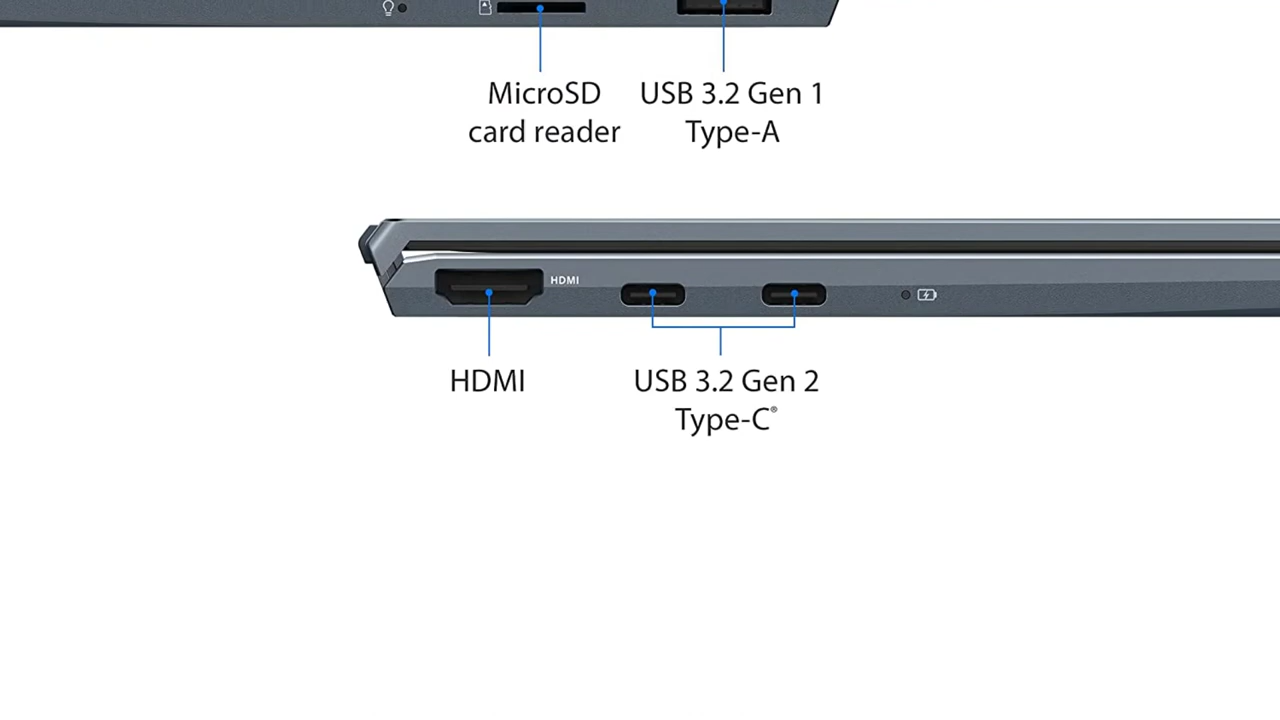 MicroSD
card reader
USB 3.2 Gen 1
Type-A
HDMI
HDMI
USB 3.2 Gen 2
Type-C®